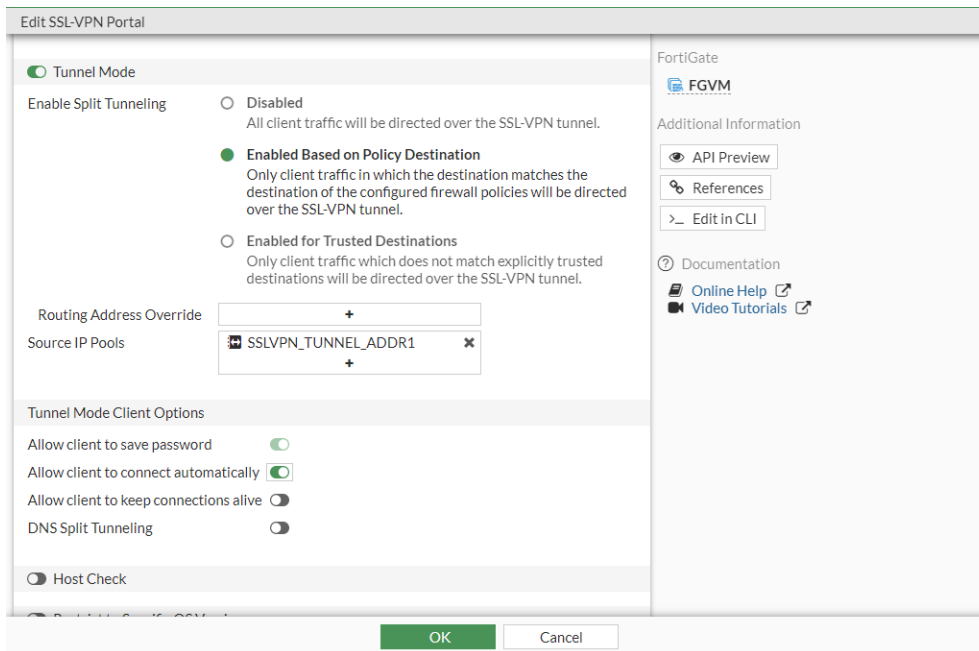 Edit SSL-VPN Portal
Tunnel Mode
Enable Split Tunneling
Disabled
All client traffic will be directed over the SSL-VPN tunnel.
Enabled Based on Policy Destination
Only client traffic in which the destination matches the
destination of the configured firewall policies will be directed
over the SSL-VPN tunnel.
Enabled for Trusted Destinations
Only client traffic which does not match explicitly trusted
destinations will be directed over the SSL-VPN tunnel.
Routing Address Override
+
Source IP Pools
SSLVPN_TUNNEL_ADDR1
+
Tunnel Mode Client Options
Allow client to save password
Allow client to connect automatically
Allow client to keep connections alive
DNS Split Tunneling
Host Check
OK
Cancel
FortiGate
FGVM
Additional Information
API Preview
References
>_ Edit in CLI
Documentation
Online Help
Video Tutorials